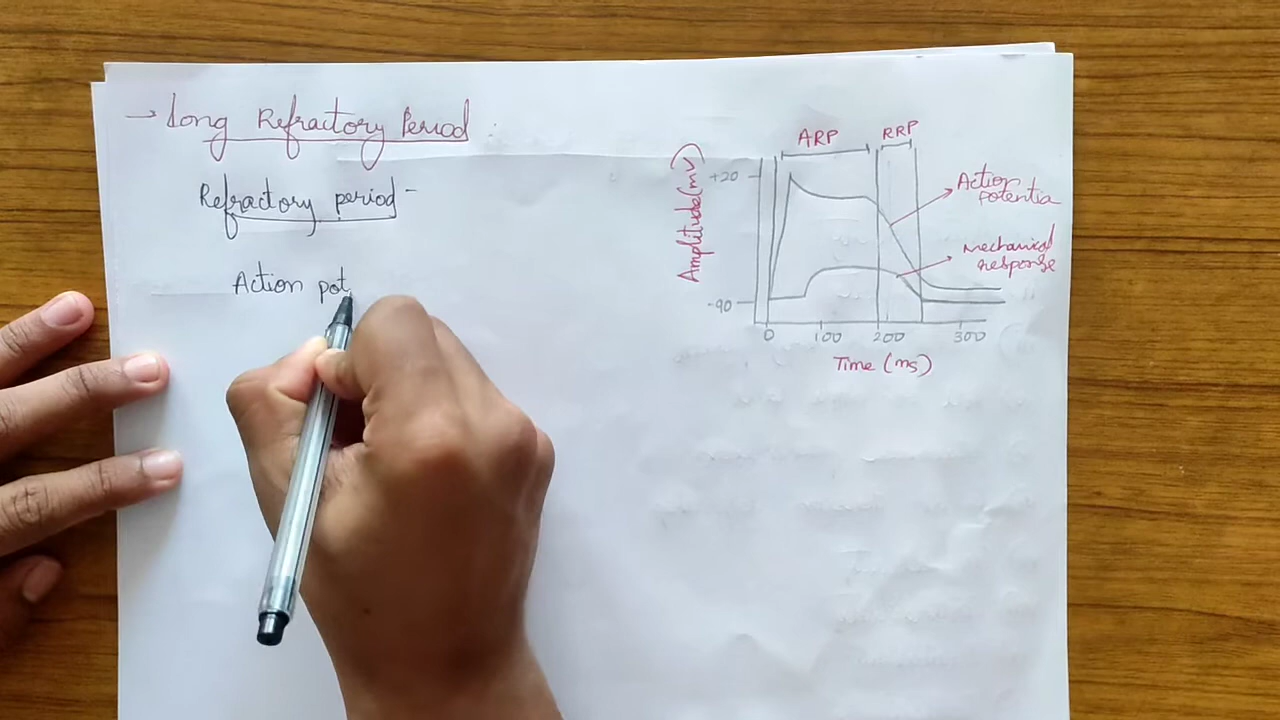 → Long Refractory Period
Refractory period -
Action pot
ARP
RRP
Amplitude (mv)
+20
-90
0 100 200 300
Time (ms)
Action
potentia
Mechanical
response